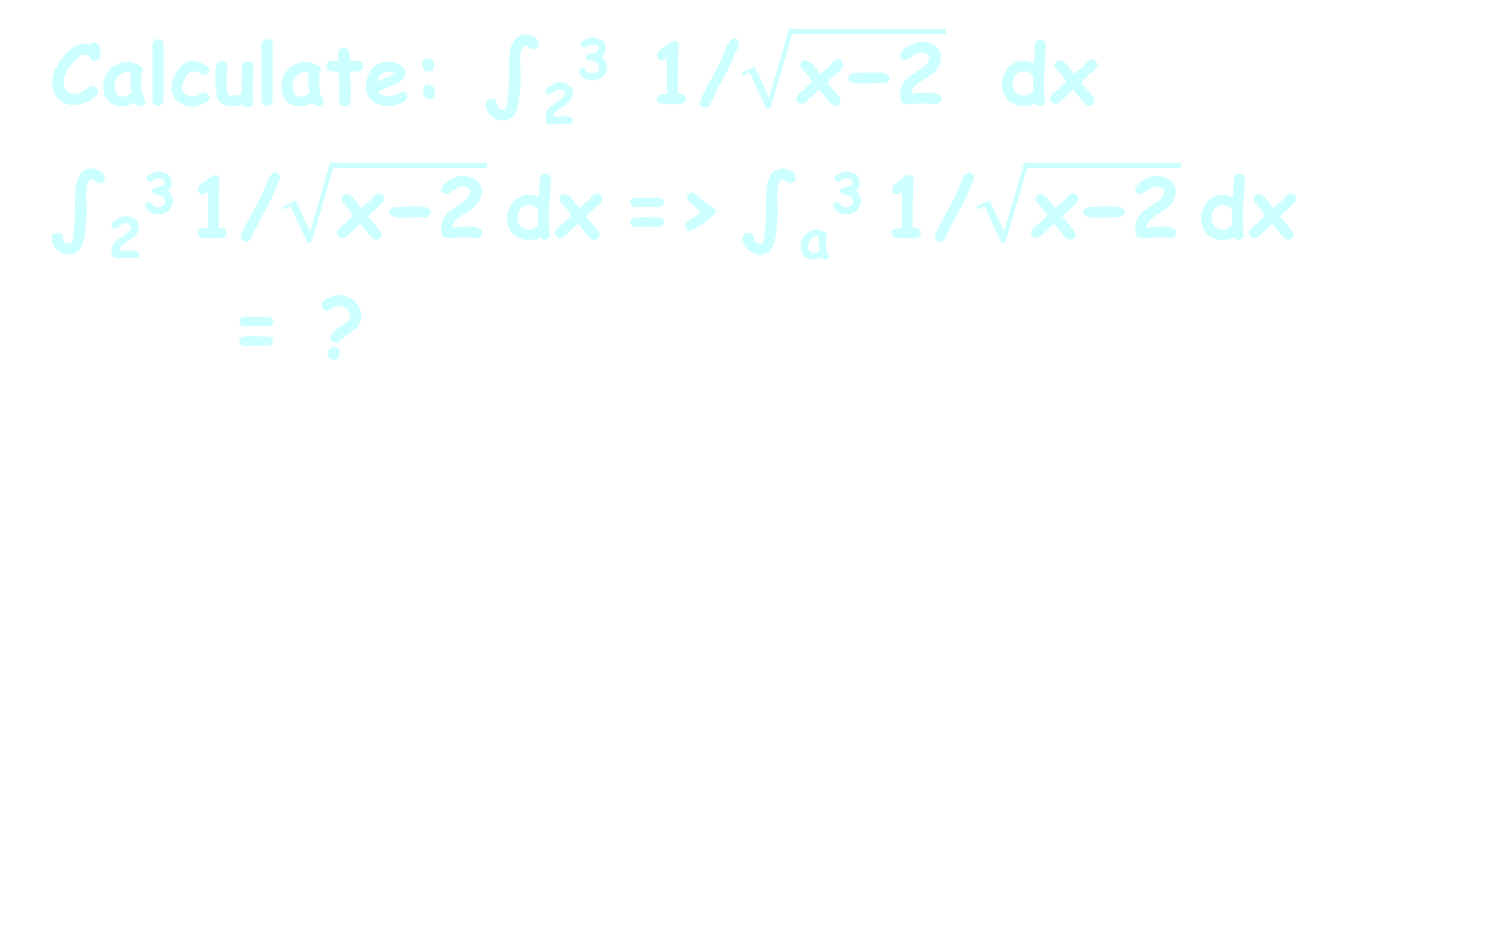 Calculate: ∫₂³ 1/√x−2 dx
∫₂³ 1/√x−2 dx => ∫ₐ³ 1/√x−2 dx
= ?